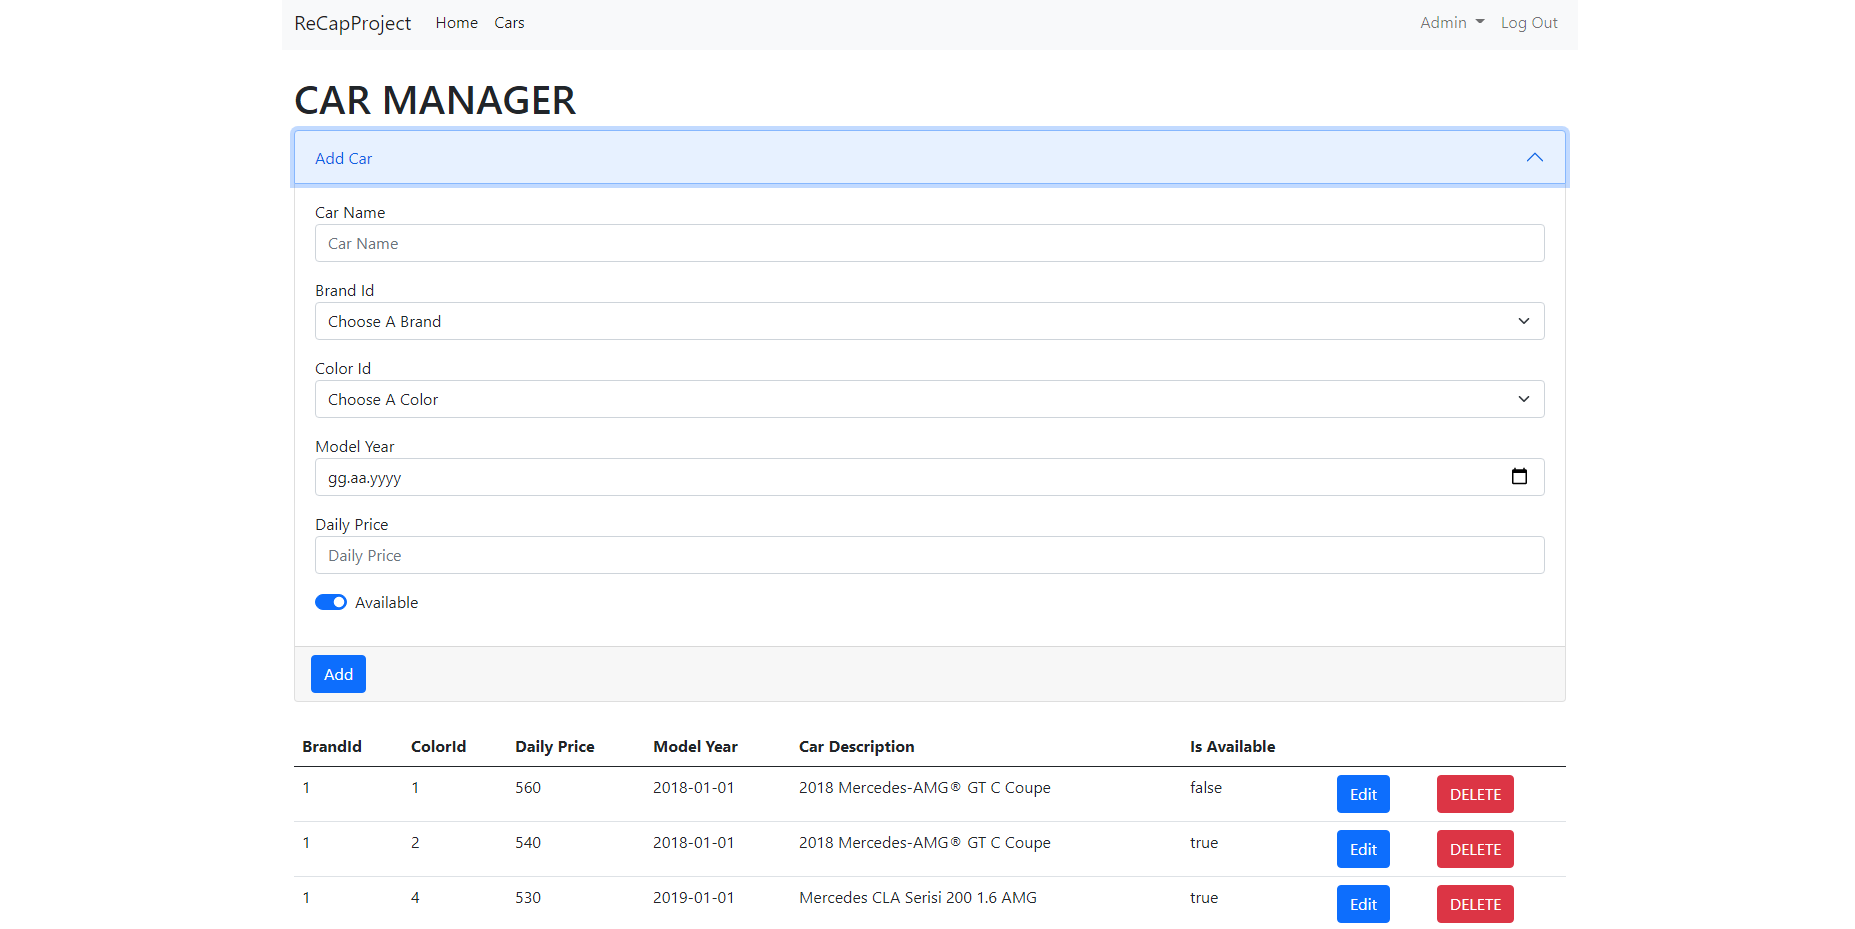 ReCapProject Home Cars Admin Log Out
CAR MANAGER
Add Car
Car Name
Car Name
Brand Id
Choose A Brand
Color Id
Choose A Color
Model Year
gg.aa.yyyy
Daily Price
Daily Price
Available
Add
BrandId ColorId Daily Price Model Year Car Description Is Available
1 1 560 2018-01-01 2018 Mercedes-AMG® GT C Coupe false Edit DELETE
1 2 540 2018-01-01 2018 Mercedes-AMG® GT C Coupe true Edit DELETE
1 4 530 2019-01-01 Mercedes CLA Serisi 200 1.6 AMG true Edit DELETE